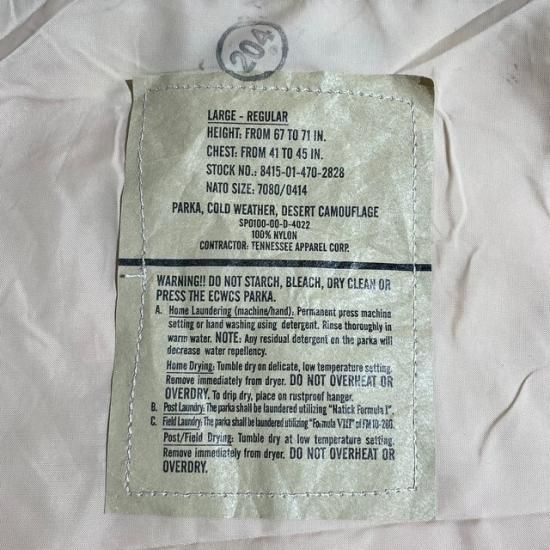 204
LARGE - REGULAR
HEIGHT: FROM 67 TO 71 IN.
CHEST: FROM 41 TO 45 IN.
STOCK NO.: 8415-01-470-2828
NATO SIZE: 7080/0414
PARKA, COLD WEATHER, DESERT CAMOUFLAGE
SPO100-00-D-4022
100% NYLON
CONTRACTOR: TENNESSEE APPAREL CORP.
WARNING!! DO NOT STARCH, BLEACH, DRY CLEAN OR
PRESS THE ECWCS PARKA.
A. Home Laundering (machine/hand): Permanent press machine
setting or hand washing using detergent. Rinse thoroughly in
warm water. NOTE: Any residual detergent on the parka will
decrease water repellency.
Home Drying: Tumble dry on delicate, low temperature setting.
Remove immediately from dryer. DO NOT OVERHEAT OR
OVERDRY. To drip dry, place on rustproof hanger.
B. Post Laundry: The parka shall be laundered utilizing "Natick Formula I".
C. Field Laundry: The parka shall be laundered utilizing "Formula VIII" of FM 10-280.
Post/Field Drying: Tumble dry at low temperature setting.
Remove immediately from dryer. DO NOT OVERHEAT OR
OVERDRY.